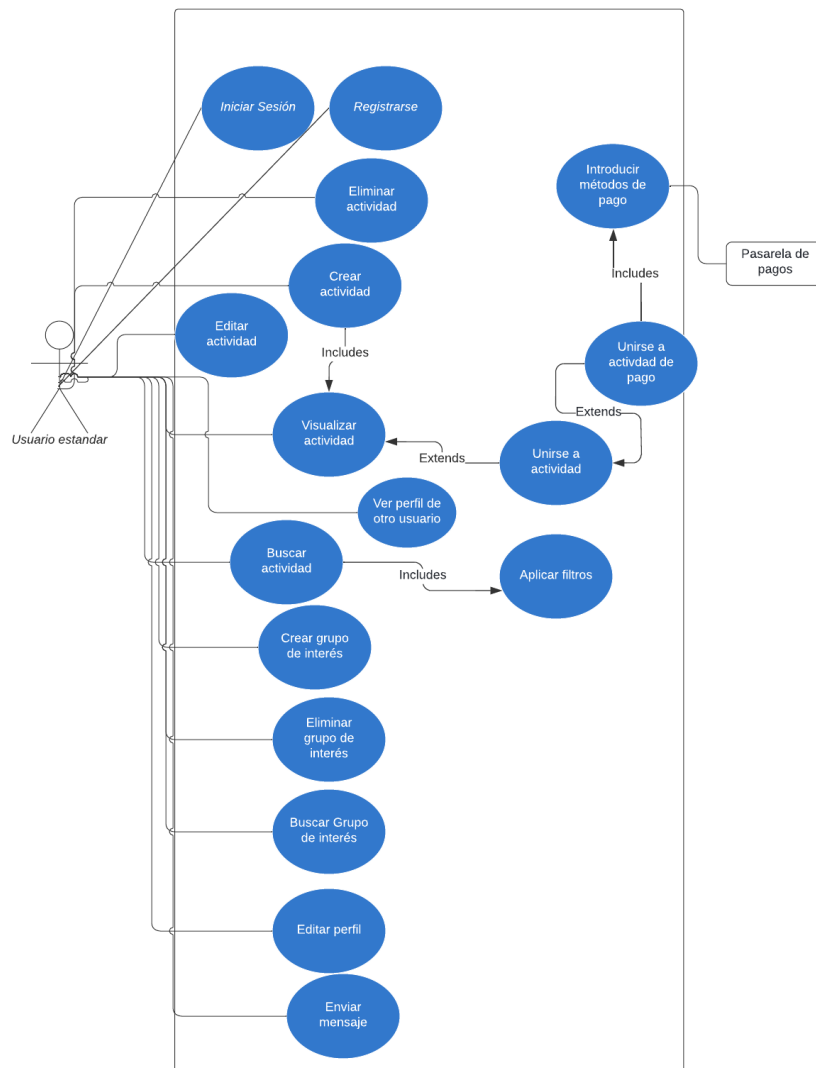 Iniciar Sesión
Registrarse
Eliminar
actividad
Introducir
métodos de
pago
Pasarela de
pagos
Includes
Crear
actividad
Editar
actividad
Includes
Unirse a
activdad de
pago
Usuario estandar
Extends
Visualizar
actividad
Extends
Unirse a
actividad
Ver perfil de
otro usuario
Buscar
actividad
Includes
Aplicar filtros
Crear grupo
de interés
Eliminar
grupo de
interés
Buscar Grupo
de interés
Editar perfil
Enviar
mensaje